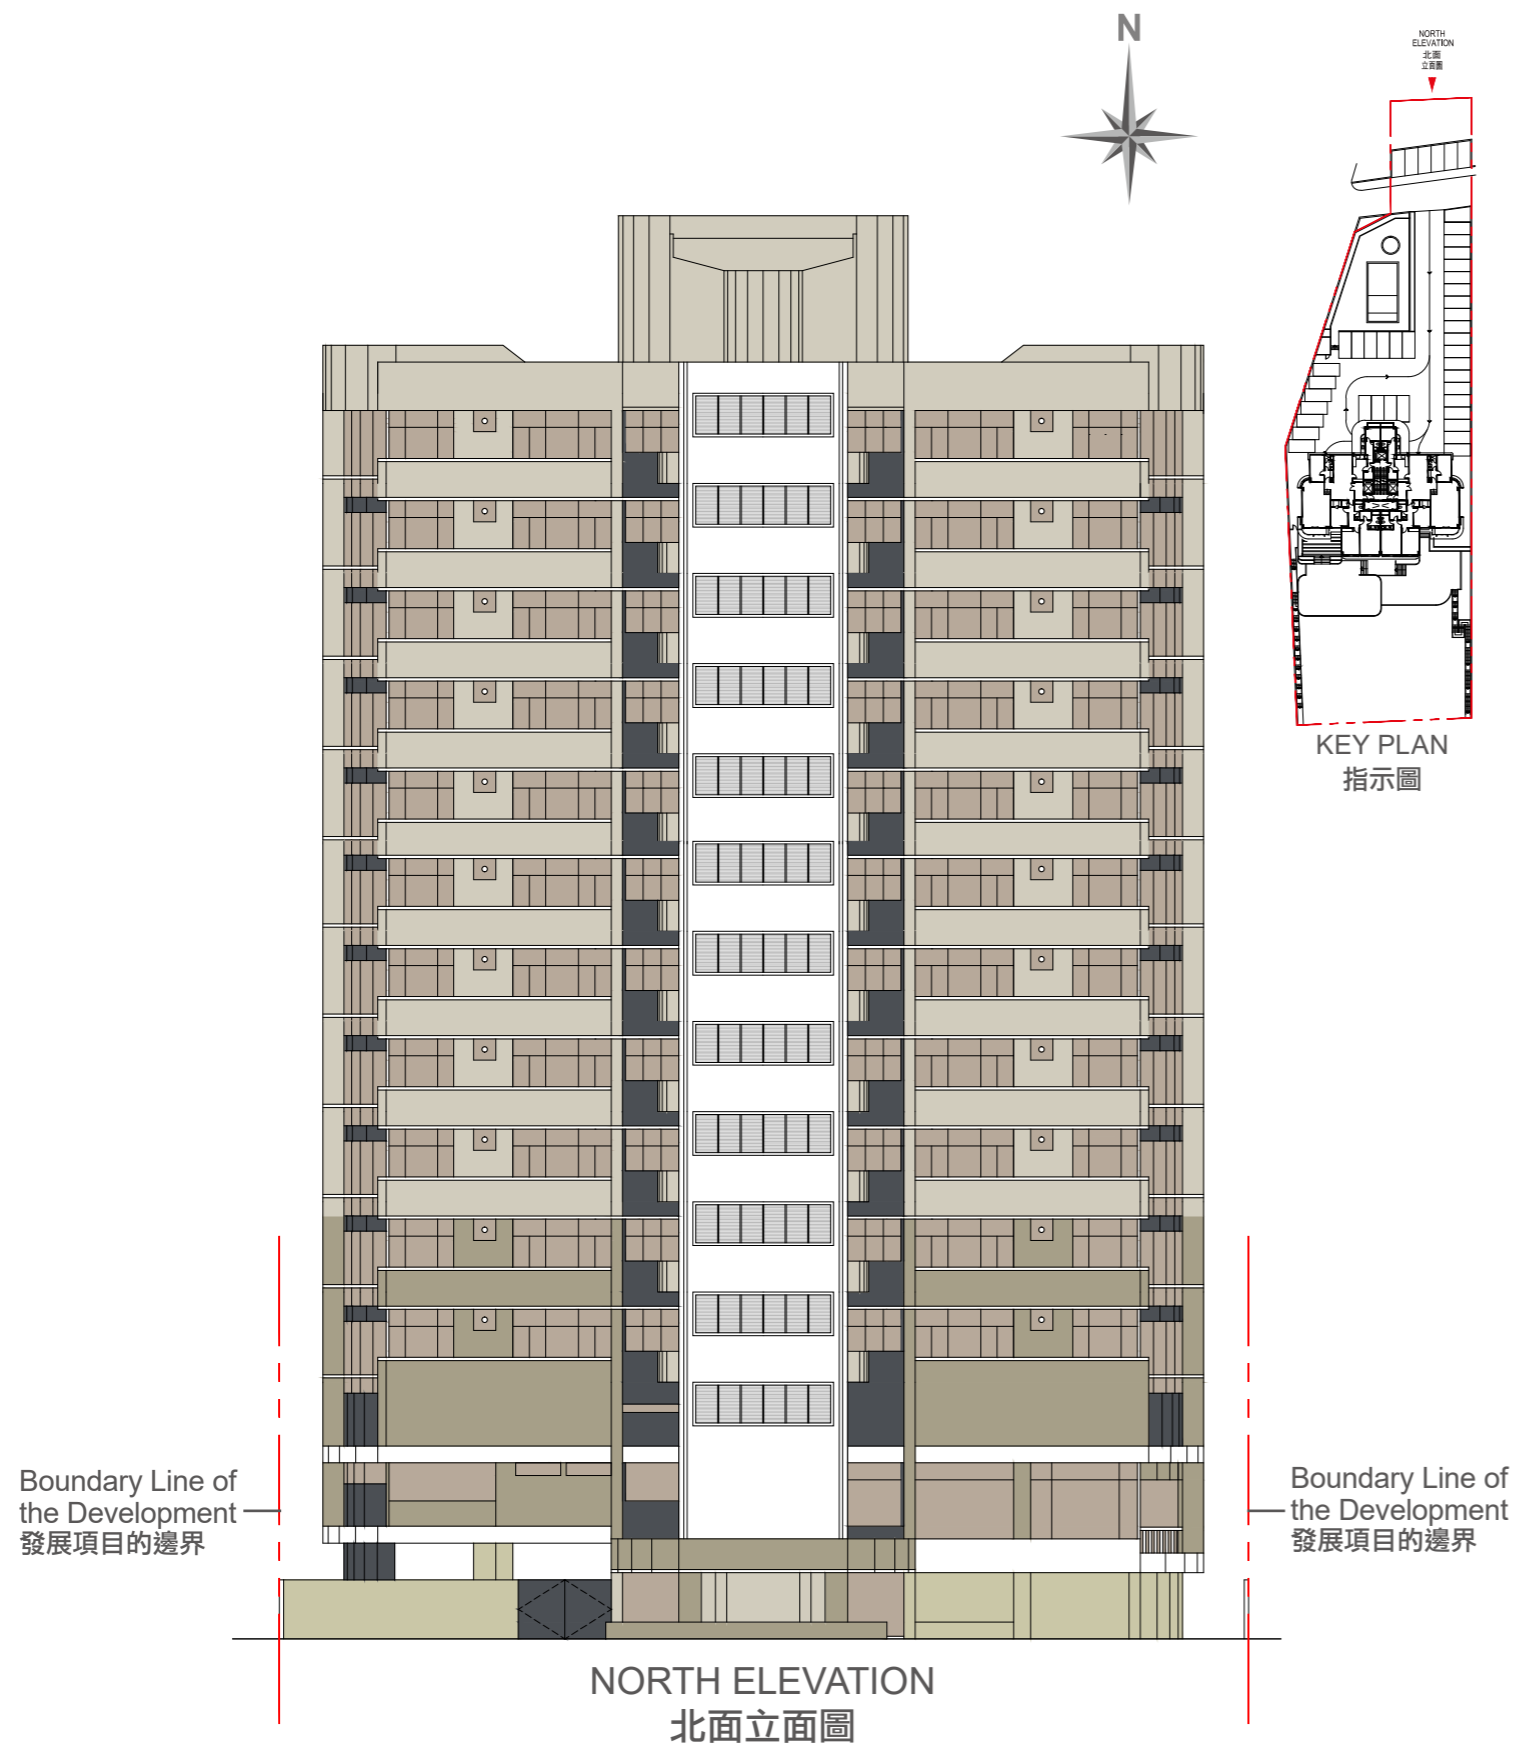 N
NORTH
ELEVATION
北面
立面圖
KEY PLAN
指示圖
Boundary Line of
the Development
發展項目的邊界
Boundary Line of
the Development
發展項目的邊界
NORTH ELEVATION
北面立面圖